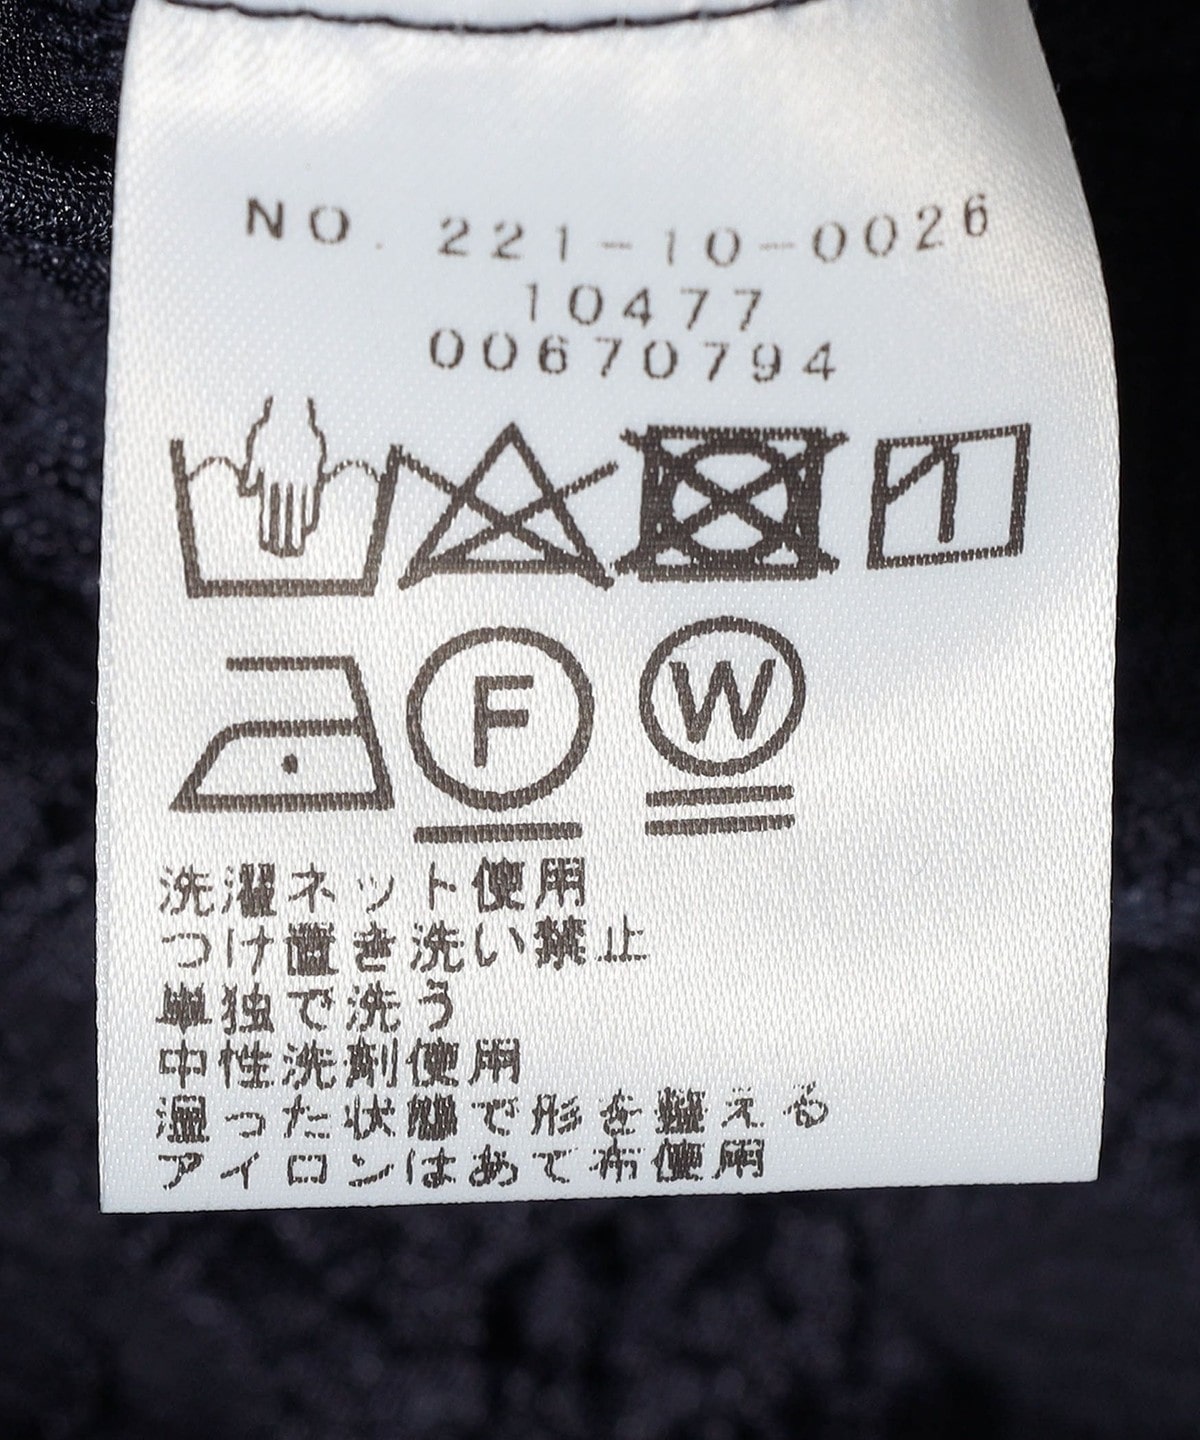 NO. 221-10-0026
10477
00670794
F W
洗濯ネット使用
つけ置き洗い禁止
単独で洗う
中性洗剤使用
湿った状態で形を整える
アイロンはあて布使用